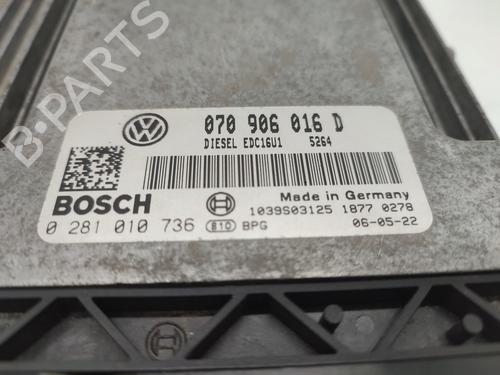 B-PARTS
070 906 016 D
DIESEL EDC16U1 5264
BOSCH
Made in Germany
1039S03125 1877 0278
0 281 010 736 810 BPG 06-05-22